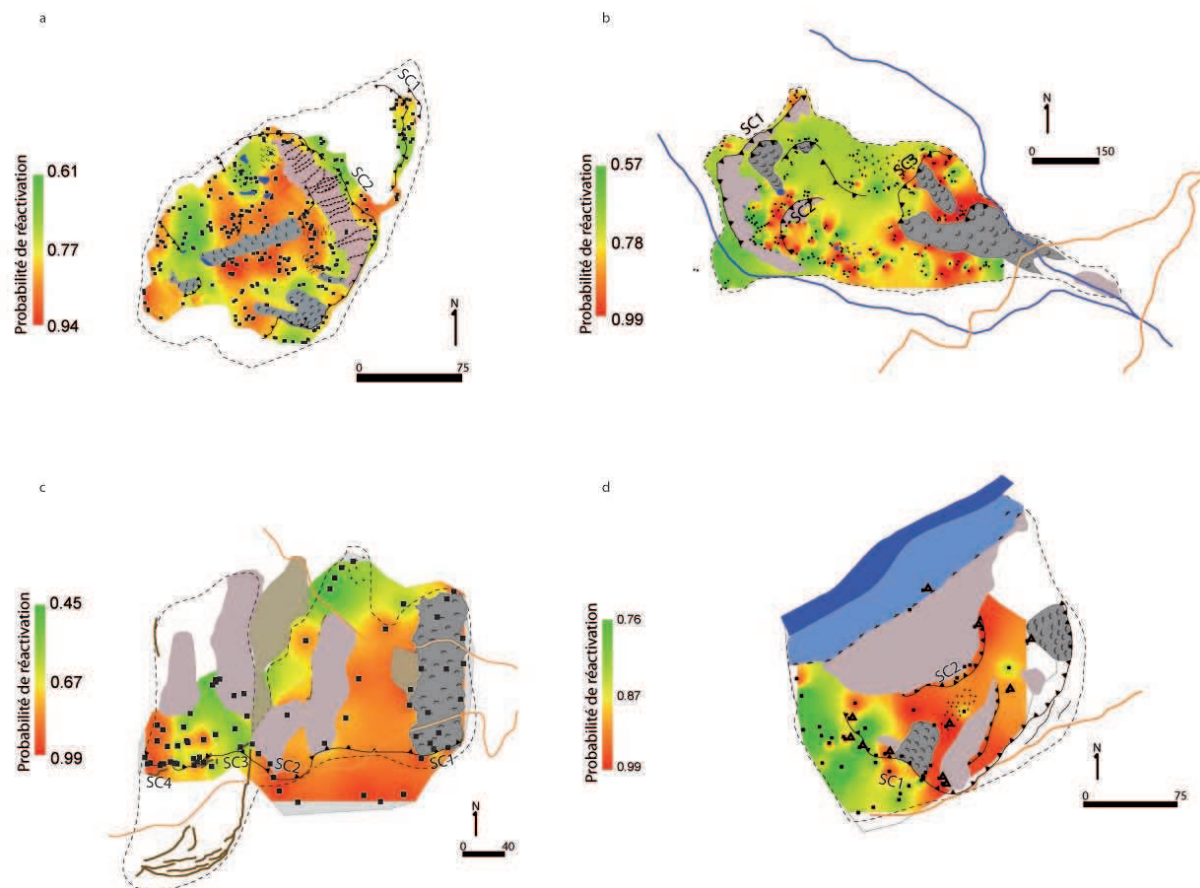 a
SC1
SC2
Probabilité de réactivation
0.61
0.77
0.94
N
0
75
b
SC1
SC2
SC3
Probabilité de réactivation
0.57
0.78
0.99
N
0
150
c
Probabilité de réactivation
0.45
0.67
0.99
SC4
SC3
SC2
SC1
N
0
40
d
Probabilité de réactivation
0.76
0.87
0.99
SC2
SC1
N
0
75